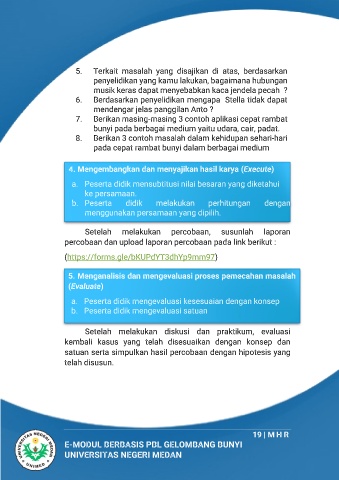 5. Terkait masalah yang disajikan di atas, berdasarkan
penyelidikan yang kamu lakukan, bagaimana hubungan
musik keras dapat menyebabkan kaca jendela pecah ?
6. Berdasarkan penyelidikan mengapa Stella tidak dapat
mendengar jelas panggilan Anto ?
7. Berikan masing-masing 3 contoh aplikasi cepat rambat
bunyi pada berbagai medium yaitu udara, cair, padat.
8. Berikan 3 contoh masalah dalam kehidupan sehari-hari
pada cepat rambat bunyi dalam berbagai medium
4. Mengembangkan dan menyajikan hasil karya (Execute)
a. Peserta didik mensubtitusi nilai besaran yang diketahui
ke persamaan.
b. Peserta didik melakukan perhitungan dengan
menggunakan persamaan yang dipilih.
Setelah melakukan percobaan, susunlah laporan
percobaan dan upload laporan percobaan pada link berikut :
(https://forms.gle/bKUPdYT3dhYp9mm97)
5. Menganalisis dan mengevaluasi proses pemecahan masalah
(Evaluate)
a. Peserta didik mengevaluasi kesesuaian dengan konsep
b. Peserta didik mengevaluasi satuan
Setelah melakukan diskusi dan praktikum, evaluasi
kembali kasus yang telah disesuaikan dengan konsep dan
satuan serta simpulkan hasil percobaan dengan hipotesis yang
telah disusun.
19 | M H R
E-MODUL BERBASIS PBL GELOMBANG BUNYI
UNIVERSITAS NEGERI MEDAN
UNIVERSITAS NEGERI MEDAN
UNIMED